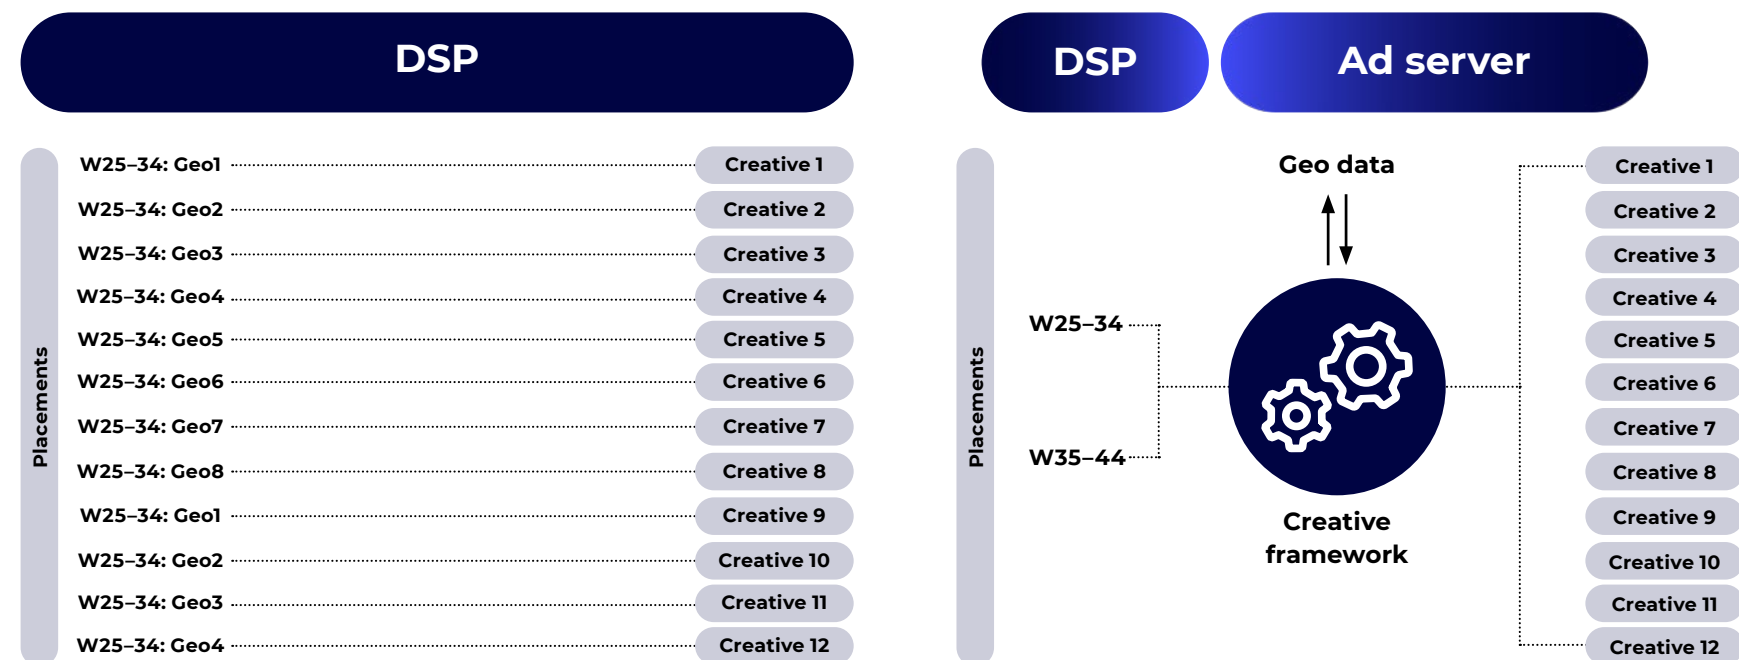 DSP
Placements
W25–34: Geo1
Creative 1
W25–34: Geo2
Creative 2
W25–34: Geo3
Creative 3
W25–34: Geo4
Creative 4
W25–34: Geo5
Creative 5
W25–34: Geo6
Creative 6
W25–34: Geo7
Creative 7
W25–34: Geo8
Creative 8
W25–34: Geo1
Creative 9
W25–34: Geo2
Creative 10
W25–34: Geo3
Creative 11
W25–34: Geo4
Creative 12
DSP
Ad server
Placements
W25–34
W35–44
Geo data
Creative
framework
Creative 1
Creative 2
Creative 3
Creative 4
Creative 5
Creative 6
Creative 7
Creative 8
Creative 9
Creative 10
Creative 11
Creative 12